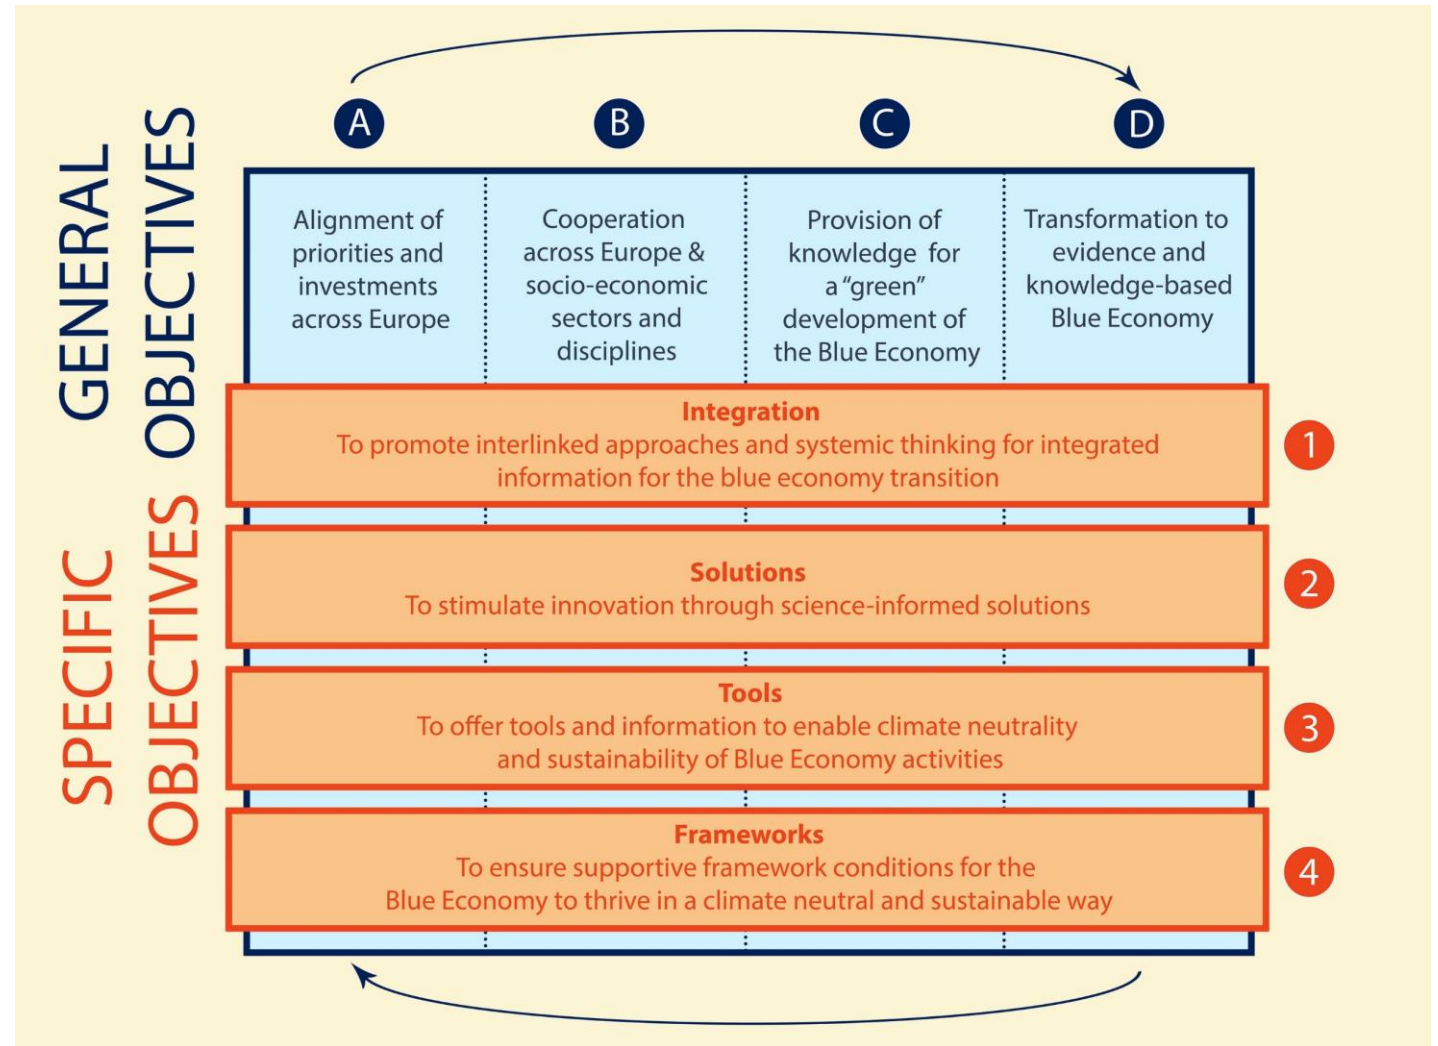 GENERAL
OBJECTIVES
A
B
C
D
Alignment of
priorities and
investments
across Europe
Cooperation
across Europe &
socio-economic
sectors and
disciplines
Provision of
knowledge for
a “green”
development of
the Blue Economy
Transformation to
evidence and
knowledge-based
Blue Economy
SPECIFIC
OBJECTIVES
Integration
To promote interlinked approaches and systemic thinking for integrated
information for the blue economy transition
1
Solutions
To stimulate innovation through science-informed solutions
2
Tools
To offer tools and information to enable climate neutrality
and sustainability of Blue Economy activities
3
Frameworks
To ensure supportive framework conditions for the
Blue Economy to thrive in a climate neutral and sustainable way
4